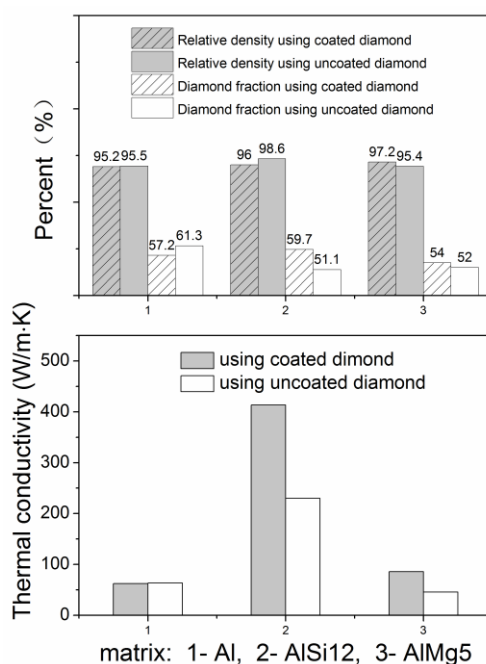 Relative density using coated diamond
Relative density using uncoated diamond
Diamond fraction using coated diamond
Diamond fraction using uncoated diamond
Percent（%）
95.2 95.5 57.2 61.3 96 98.6 59.7 51.1 97.2 95.4 54 52
1 2 3
Thermal conductivity (W/m·K)
using coated dimond
using uncoated diamond
500
400
300
200
100
0
1 2 3
matrix: 1- Al, 2- AlSi12, 3- AlMg5